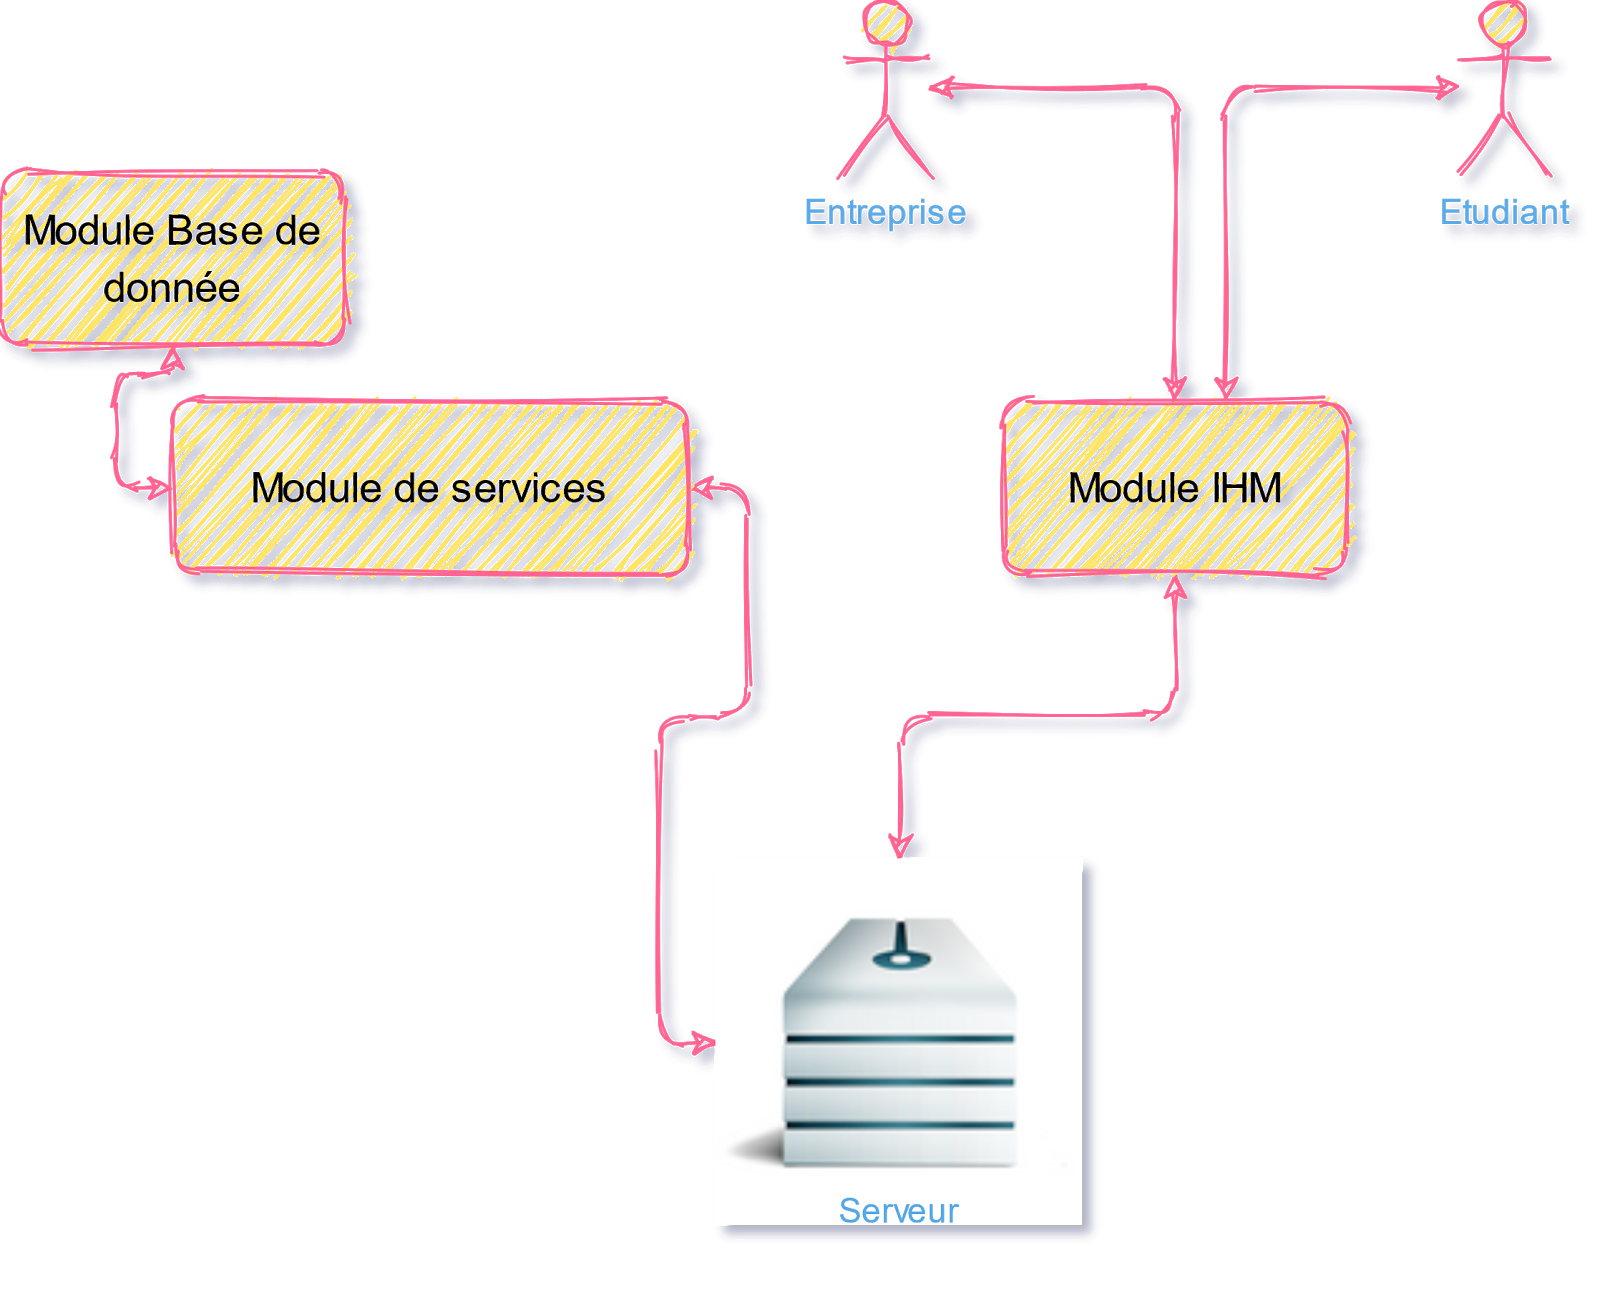 Entreprise
Etudiant
Module Base de
donnée
Module de services
Module IHM
Serveur